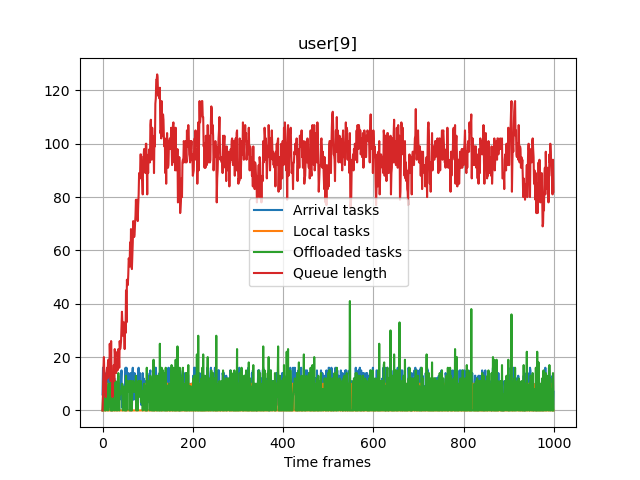 user[9]
120
100
80
60
40
20
0
Arrival tasks
Local tasks
Offloaded tasks
Queue length
0 200 400 600 800 1000
Time frames